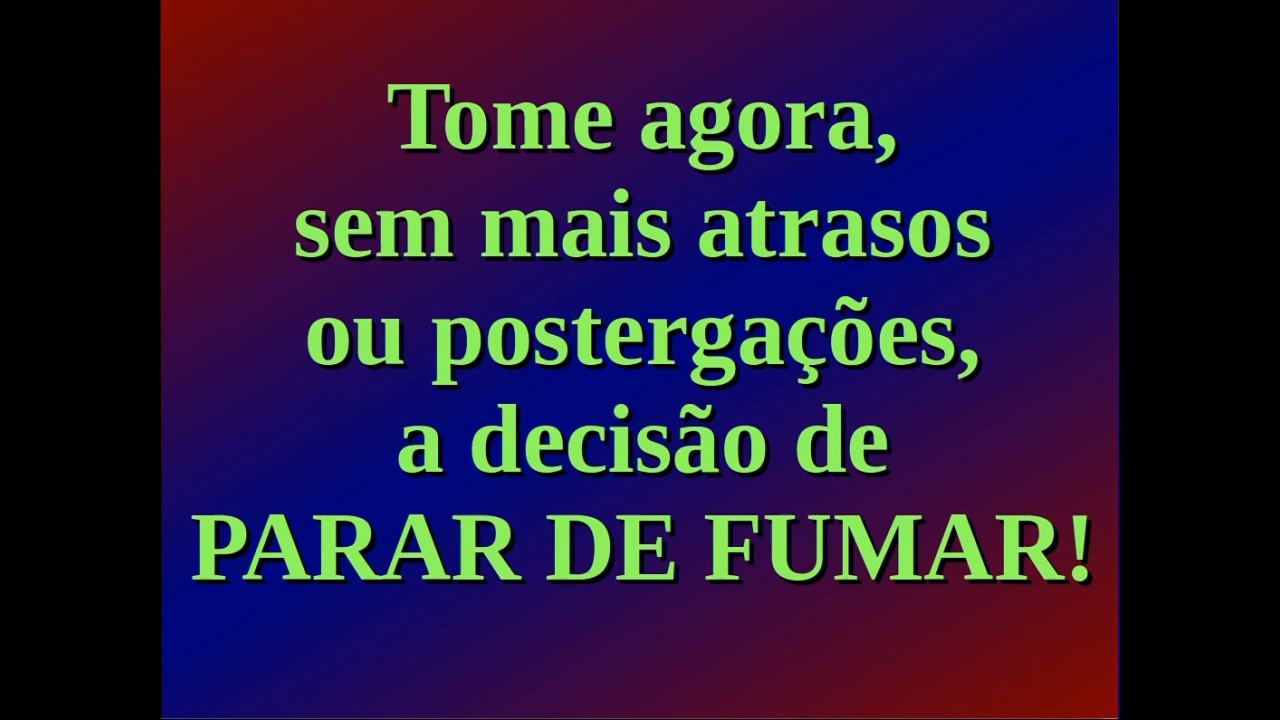 Tome agora,
sem mais atrasos
ou postergações,
a decisão de
PARAR DE FUMAR!